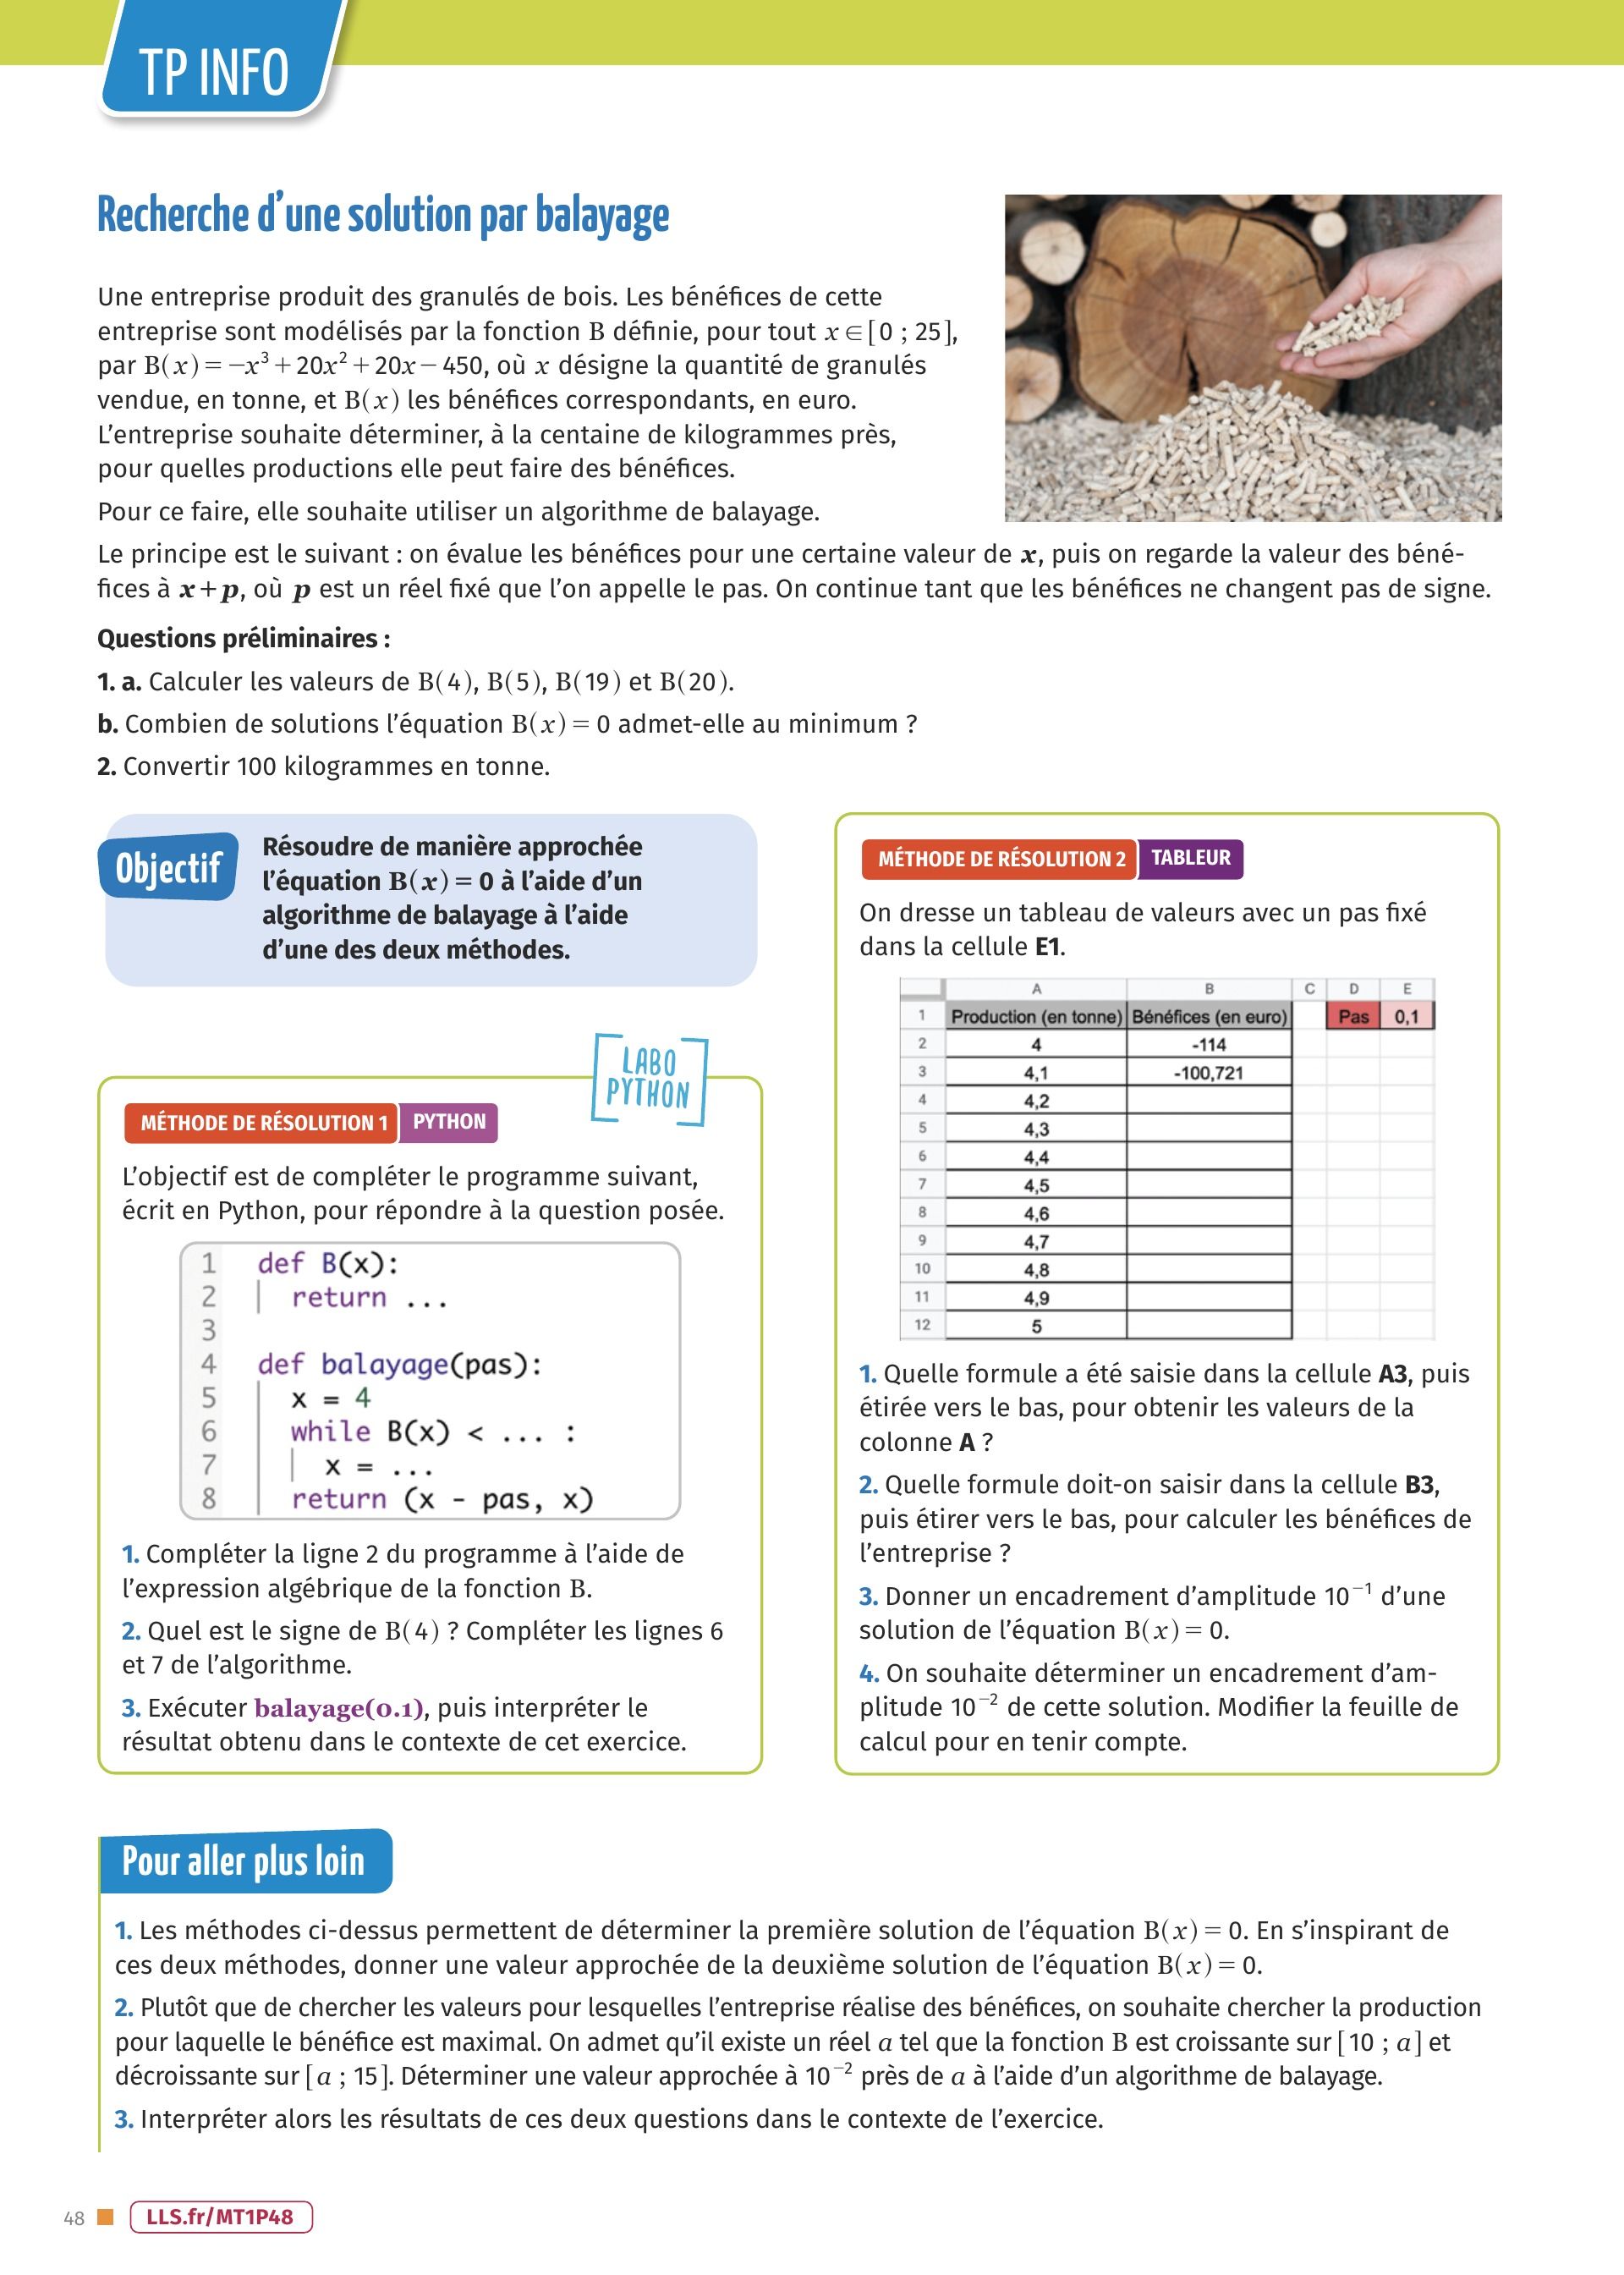 TP INFO
Recherche d'une solution par balayage
Une entreprise produit des granulés de bois. Les bénéfices de cette
entreprise sont modélisés par la fonction B définie, pour tout x ∈ [0 ; 25],
par B(x) = −x³ + 20x² + 20x − 450, où x désigne la quantité de granulés
vendue, en tonne, et B(x) les bénéfices correspondants, en euro.
L'entreprise souhaite déterminer, à la centaine de kilogrammes près,
pour quelles productions elle peut faire des bénéfices.
Pour ce faire, elle souhaite utiliser un algorithme de balayage.
Le principe est le suivant : on évalue les bénéfices pour une certaine valeur de x, puis on regarde la valeur des béné-
fices à x + p, où p est un réel fixé que l'on appelle le pas. On continue tant que les bénéfices ne changent pas de signe.
Questions préliminaires :
1. a. Calculer les valeurs de B(4), B(5), B(19) et B(20).
b. Combien de solutions l'équation B(x) = 0 admet-elle au minimum ?
2. Convertir 100 kilogrammes en tonne.
Objectif
Résoudre de manière approchée
l'équation B(x) = 0 à l'aide d'un
algorithme de balayage à l'aide
d'une des deux méthodes.
LABO
PYTHON
MÉTHODE DE RÉSOLUTION 1 PYTHON
L'objectif est de compléter le programme suivant,
écrit en Python, pour répondre à la question posée.
1 def B(x):
2 return ...
3
4 def balayage(pas):
5 x = 4
6 while B(x) < ... :
7 x = ...
8 return (x - pas, x)
1. Compléter la ligne 2 du programme à l'aide de
l'expression algébrique de la fonction B.
2. Quel est le signe de B(4) ? Compléter les lignes 6
et 7 de l'algorithme.
3. Exécuter balayage(0.1), puis interpréter le
résultat obtenu dans le contexte de cet exercice.
MÉTHODE DE RÉSOLUTION 2 TABLEUR
On dresse un tableau de valeurs avec un pas fixé
dans la cellule E1.
A B C D E
1 Production (en tonne) Bénéfices (en euro) Pas 0,1
2 4 -114
3 4,1 -100,721
4 4,2
5 4,3
6 4,4
7 4,5
8 4,6
9 4,7
10 4,8
11 4,9
12 5
1. Quelle formule a été saisie dans la cellule A3, puis
étirée vers le bas, pour obtenir les valeurs de la
colonne A ?
2. Quelle formule doit-on saisir dans la cellule B3,
puis étirer vers le bas, pour calculer les bénéfices de
l'entreprise ?
3. Donner un encadrement d'amplitude 10⁻¹ d'une
solution de l'équation B(x) = 0.
4. On souhaite déterminer un encadrement d'am-
plitude 10⁻² de cette solution. Modifier la feuille de
calcul pour en tenir compte.
Pour aller plus loin
1. Les méthodes ci-dessus permettent de déterminer la première solution de l'équation B(x) = 0. En s'inspirant de
ces deux méthodes, donner une valeur approchée de la deuxième solution de l'équation B(x) = 0.
2. Plutôt que de chercher les valeurs pour lesquelles l'entreprise réalise des bénéfices, on souhaite chercher la production
pour laquelle le bénéfice est maximal. On admet qu'il existe un réel a tel que la fonction B est croissante sur [10 ; a] et
décroissante sur [a ; 15]. Déterminer une valeur approchée à 10⁻² près de a à l'aide d'un algorithme de balayage.
3. Interpréter alors les résultats de ces deux questions dans le contexte de l'exercice.
48 LLS.fr/MT1P48